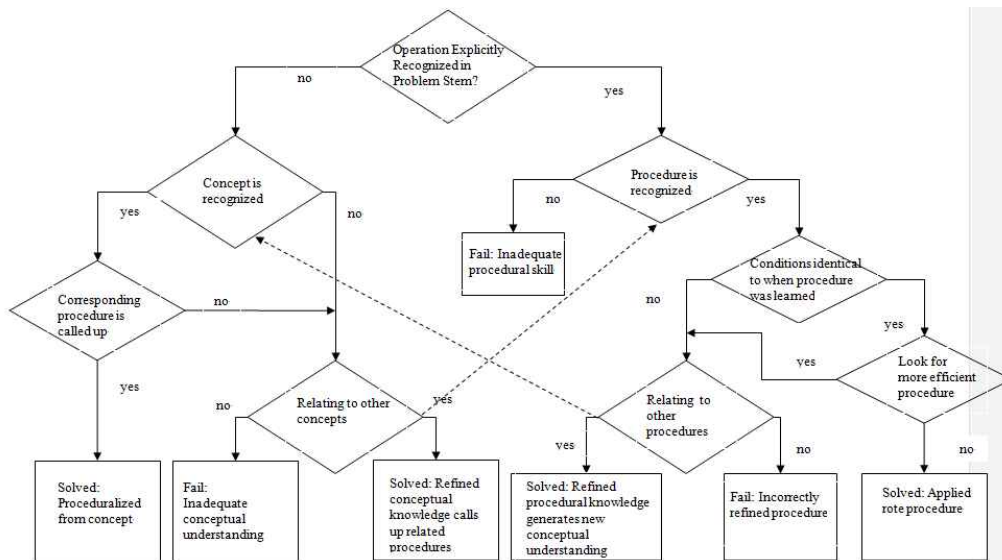 Operation Explicitly
Recognized in
Problem Stem?
no
yes
Concept is
recognized
Procedure is
recognized
yes
no
no
yes
Fail: Inadequate
procedural skill
Conditions identical
to when procedure
was learned
Corresponding
procedure is
called up
no
no
yes
yes
Look for
more efficient
procedure
yes
Relating to other
concepts
no
yes
Relating to
other
procedures
yes
no
no
Solved:
Proceduralized
from concept
Fail:
Inadequate
conceptual
understanding
Solved: Refined
conceptual
knowledge calls
up related
procedures
Solved: Refined
procedural knowledge
generates new
conceptual
understanding
Fail: Incorrectly
refined procedure
Solved: Applied
rote procedure